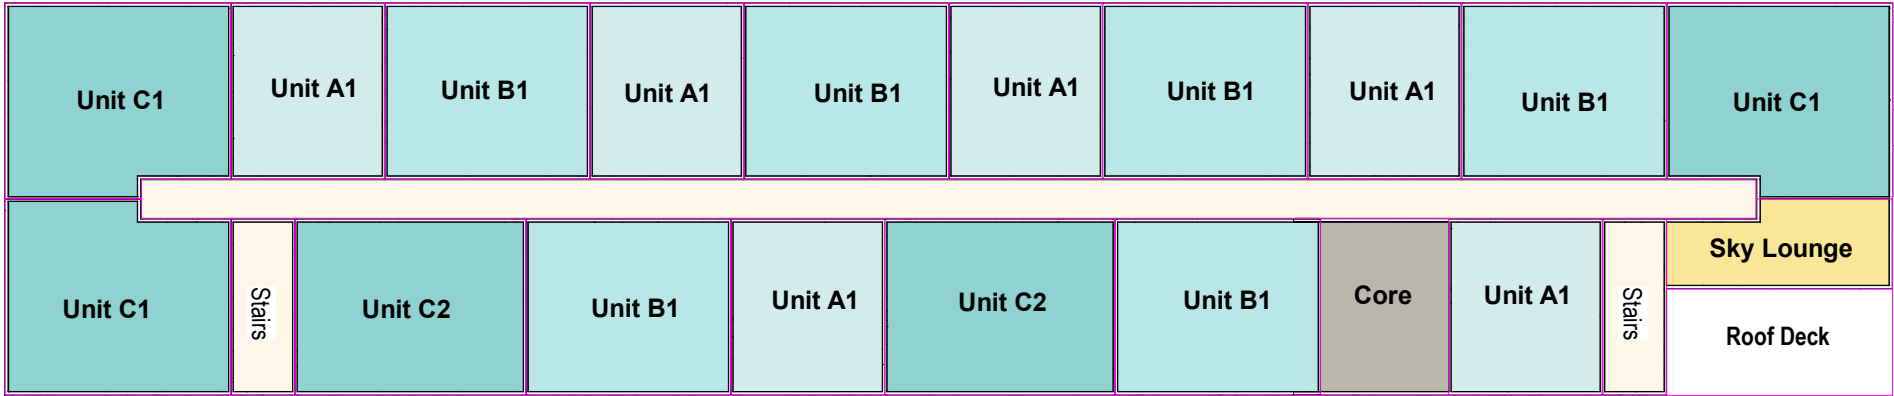 Unit C1
Unit A1
Unit B1
Unit A1
Unit B1
Unit A1
Unit B1
Unit A1
Unit B1
Unit C1
Unit C1
Stairs
Unit C2
Unit B1
Unit A1
Unit C2
Unit B1
Core
Unit A1
Stairs
Sky Lounge
Roof Deck